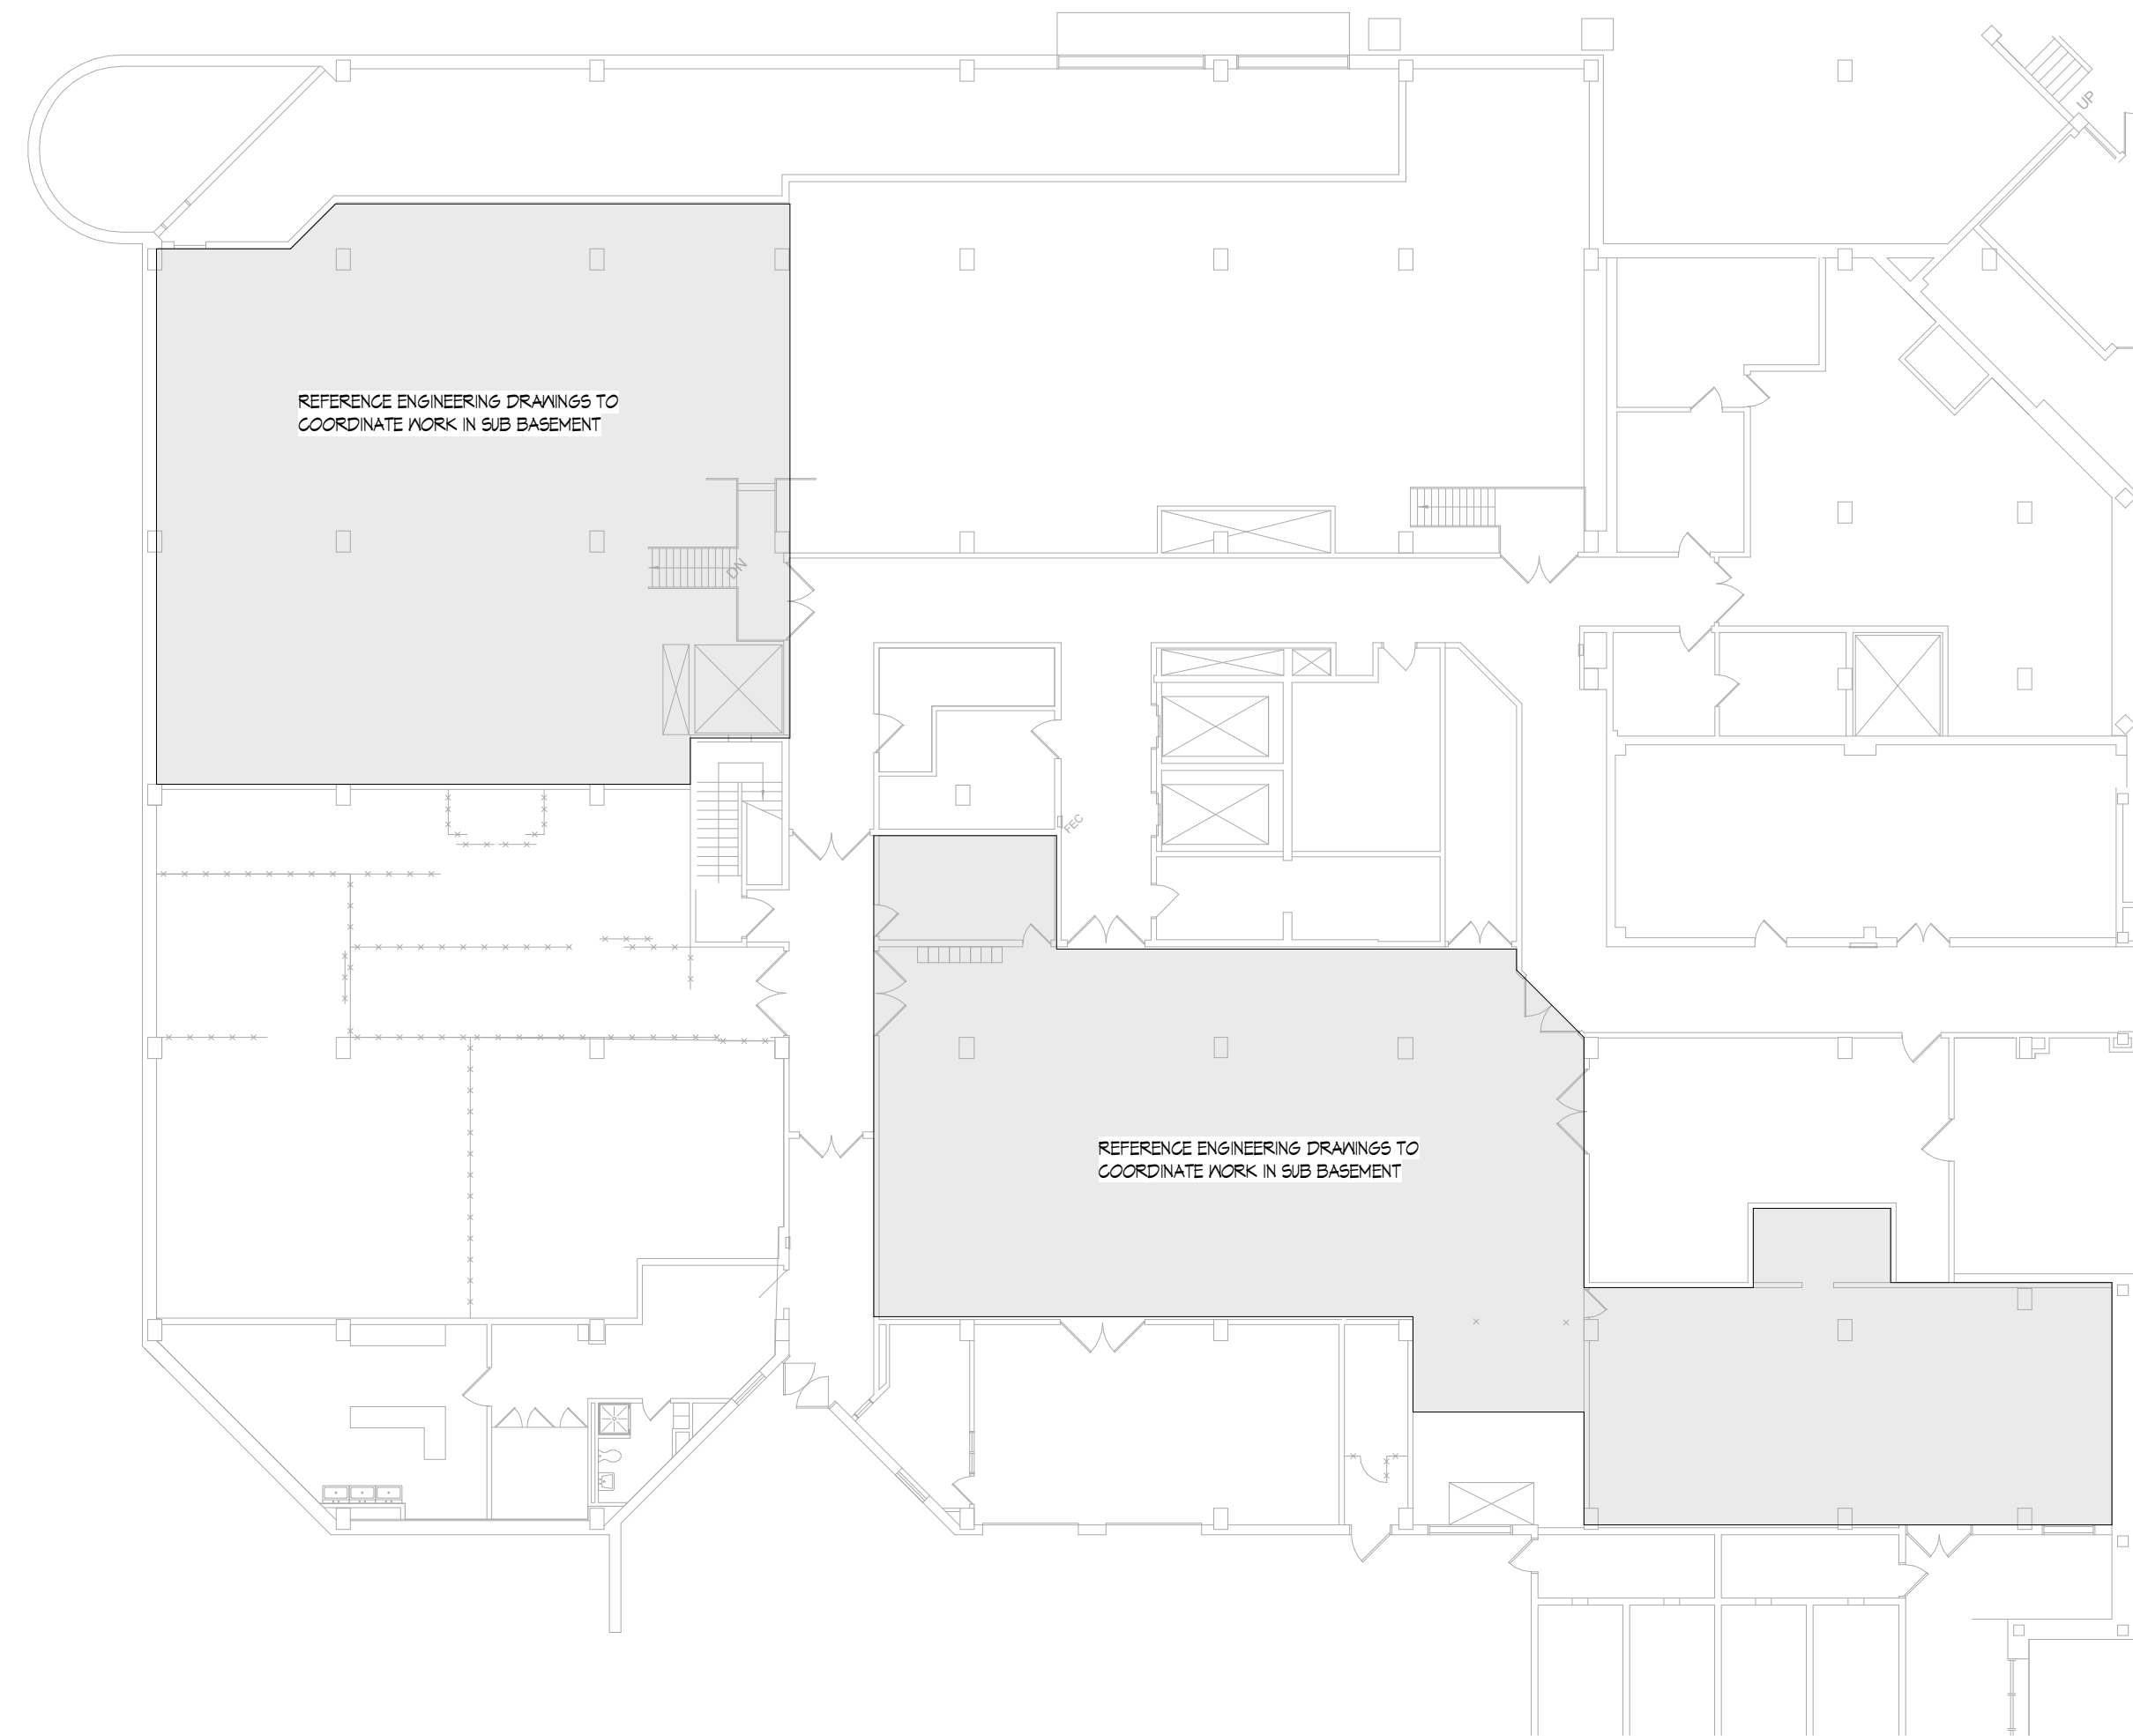 UP
REFERENCE ENGINEERING DRAWINGS TO
COORDINATE WORK IN SUB BASEMENT
DN
FEC
REFERENCE ENGINEERING DRAWINGS TO
COORDINATE WORK IN SUB BASEMENT